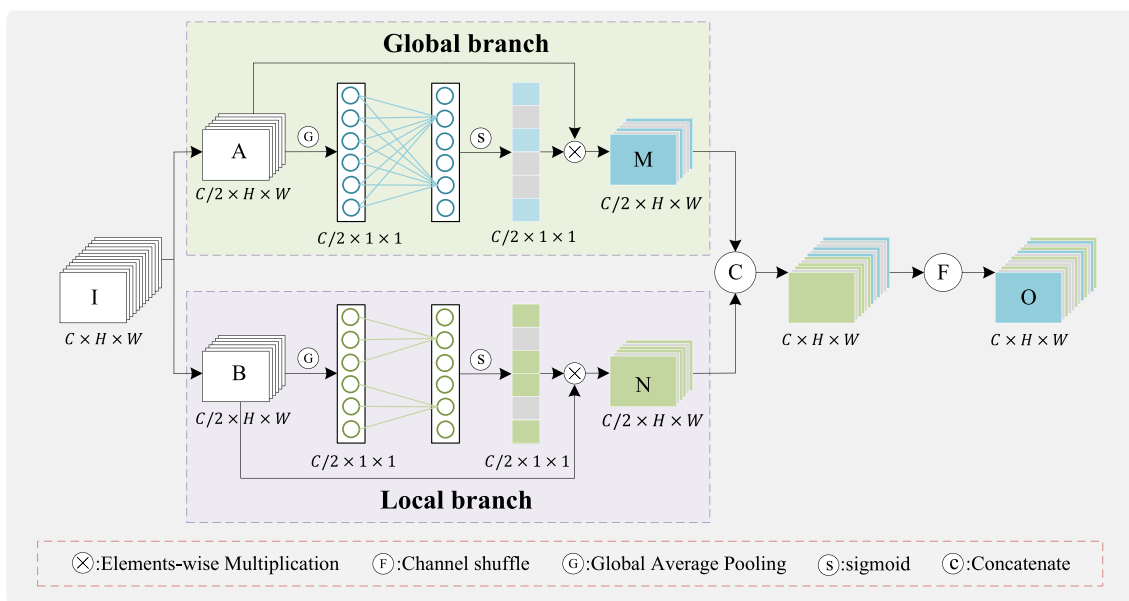 Global branch
A
G
S
M
C/2 × H × W
C/2 × 1 × 1
C/2 × 1 × 1
C/2 × H × W
I
C × H × W
C
C × H × W
F
O
C × H × W
B
G
S
N
C/2 × H × W
C/2 × 1 × 1
C/2 × 1 × 1
C/2 × H × W
Local branch
×:Elements-wise Multiplication F:Channel shuffle G:Global Average Pooling S:sigmoid C:Concatenate